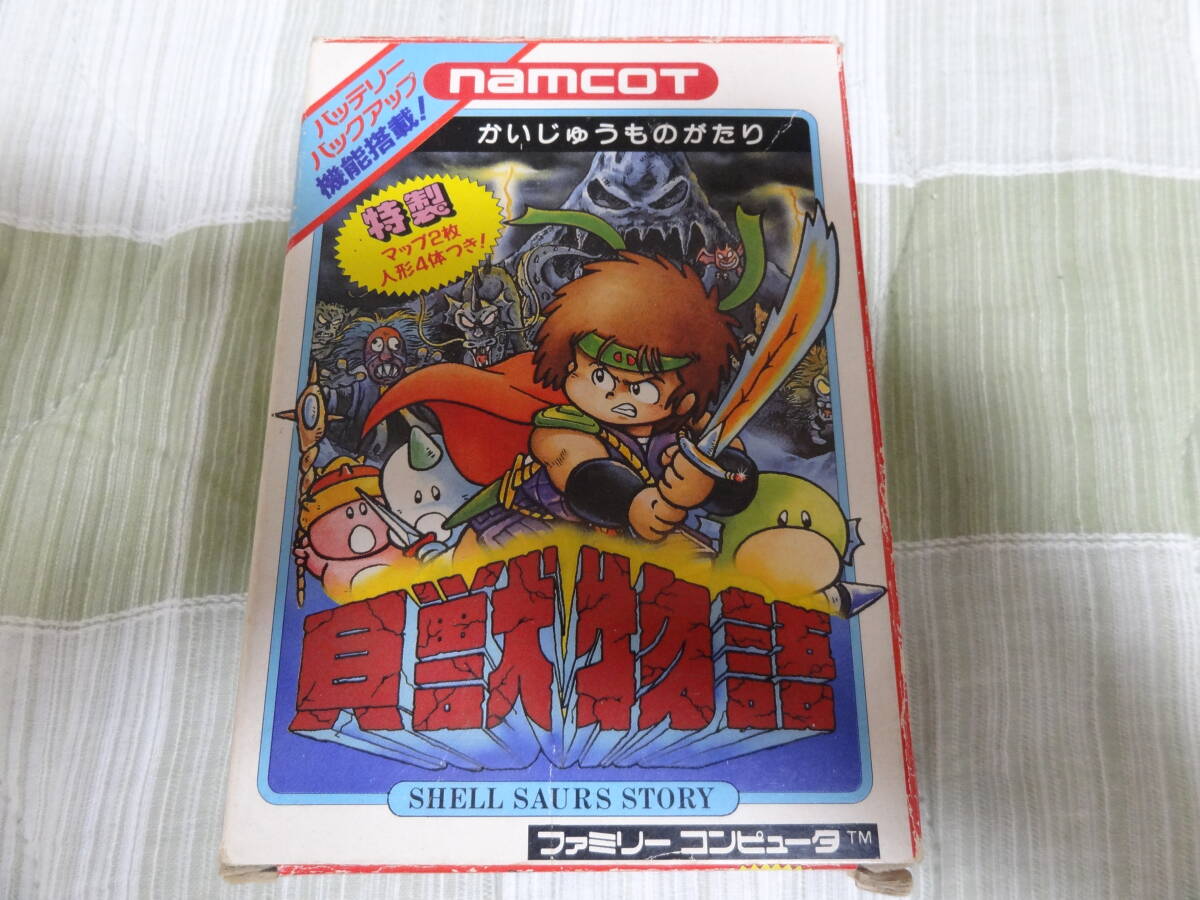 バッテリー
バックアップ
機能搭載!
namcoT
かいじゅうものがたり
特製
マップ2枚
人形4体つき!
貝獣物語
SHELL SAURS STORY
ファミリー コンピュータ™